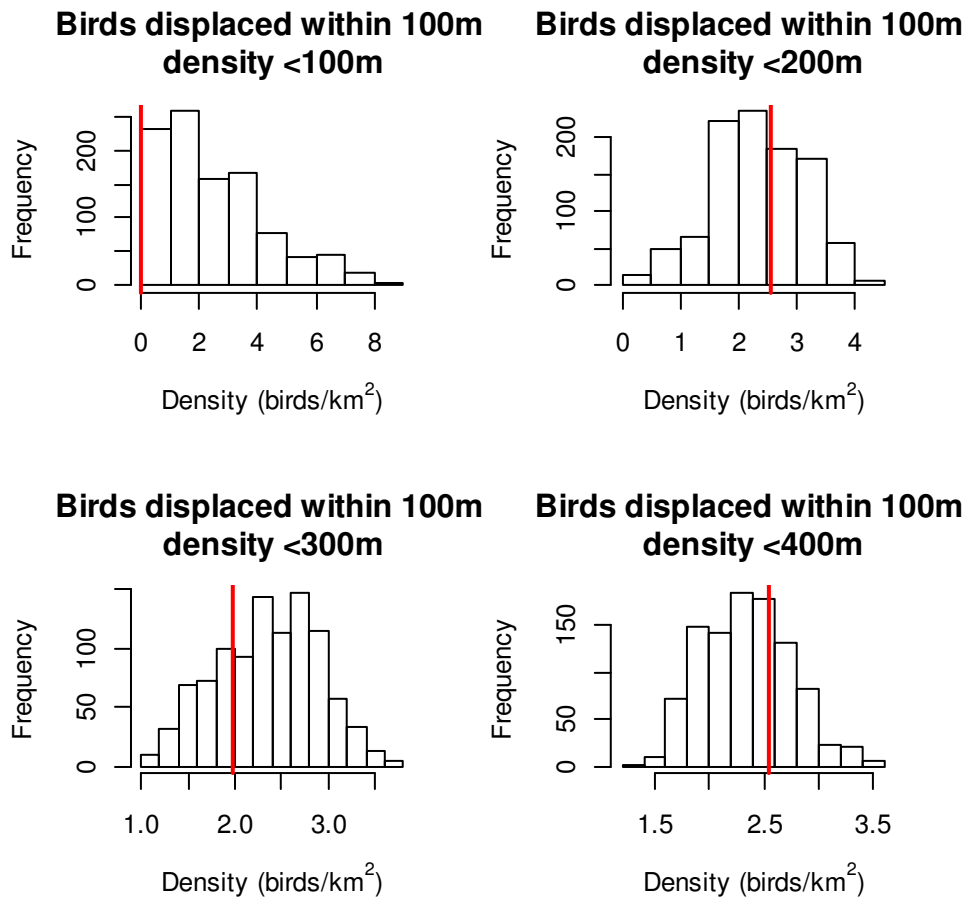 Birds displaced within 100m
density <100m
Frequency
0
100
200
0 2 4 6 8
Density (birds/km²)
Birds displaced within 100m
density <200m
Frequency
0
100
200
0 1 2 3 4
Density (birds/km²)
Birds displaced within 100m
density <300m
Frequency
0
50
100
1.0 2.0 3.0
Density (birds/km²)
Birds displaced within 100m
density <400m
Frequency
0
50
150
1.5 2.5 3.5
Density (birds/km²)